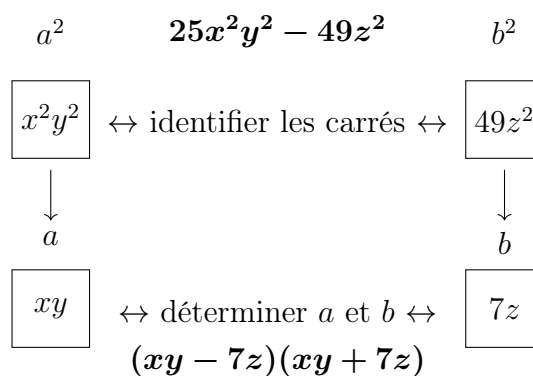 a² 25x²y² − 49z² b²
x²y² ↔ identifier les carrés ↔ 49z²
a b
xy ↔ déterminer a et b ↔ 7z
(xy − 7z)(xy + 7z)